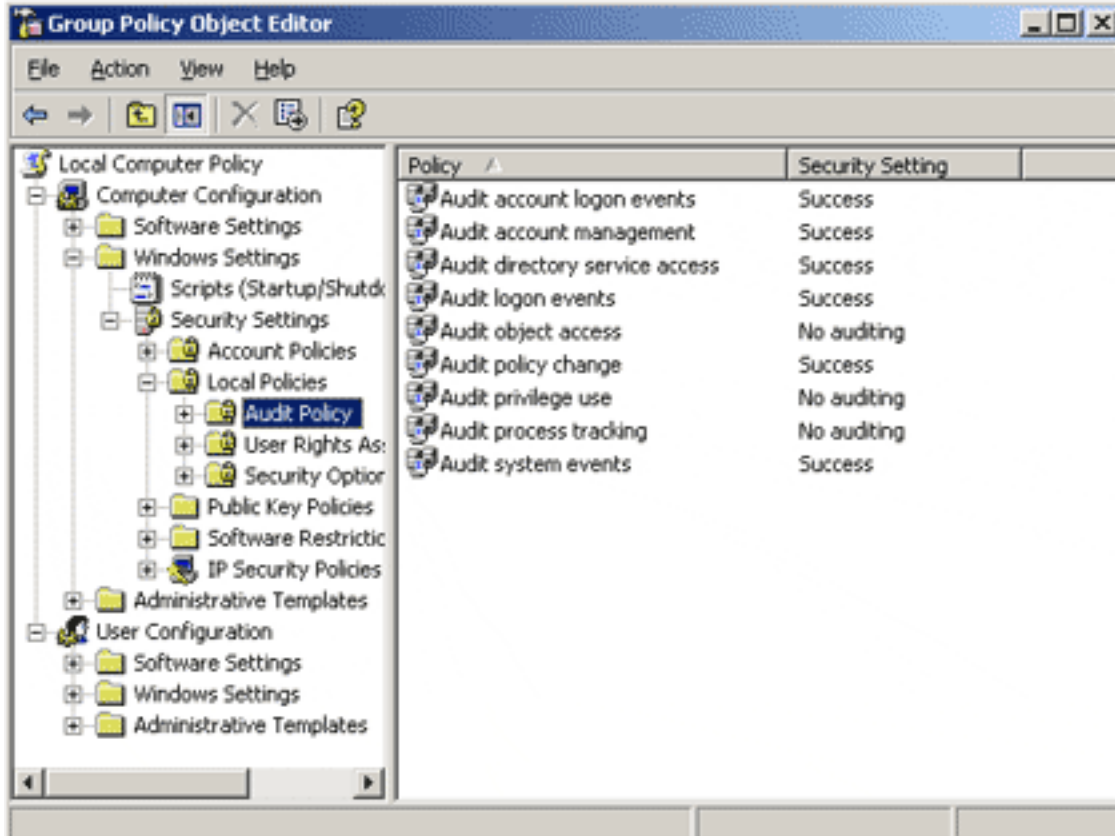 Group Policy Object Editor
File Action View Help
Local Computer Policy
Computer Configuration
Software Settings
Windows Settings
Scripts (Startup/Shutdo
Security Settings
Account Policies
Local Policies
Audit Policy
User Rights As
Security Option
Public Key Policies
Software Restrictic
IP Security Policies
Administrative Templates
User Configuration
Software Settings
Windows Settings
Administrative Templates
Policy Security Setting
Audit account logon events Success
Audit account management Success
Audit directory service access Success
Audit logon events Success
Audit object access No auditing
Audit policy change Success
Audit privilege use No auditing
Audit process tracking No auditing
Audit system events Success